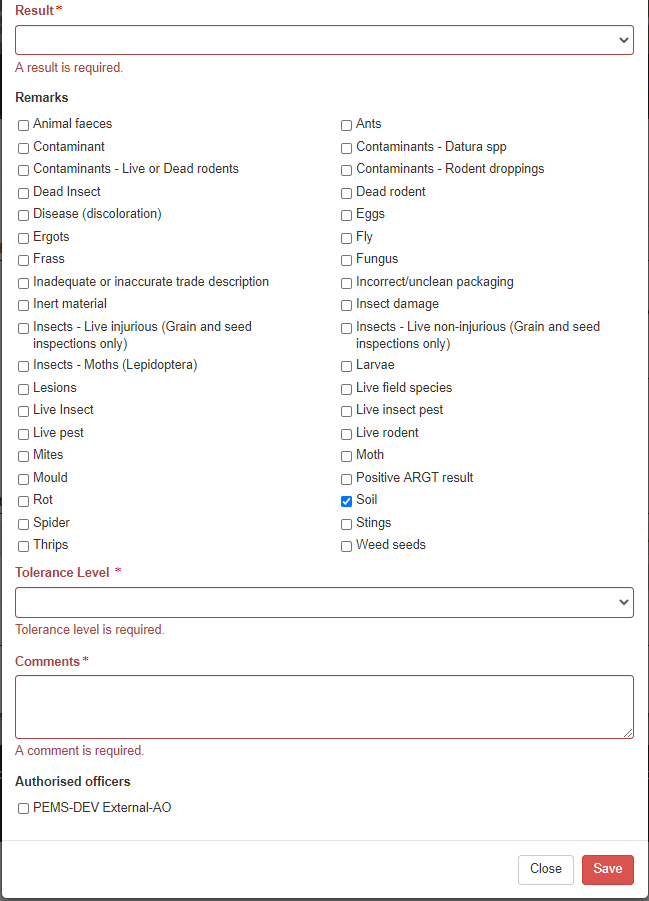 Result*
A result is required.
Remarks
Animal faeces
Ants
Contaminant
Contaminants - Datura spp
Contaminants - Live or Dead rodents
Contaminants - Rodent droppings
Dead Insect
Dead rodent
Disease (discoloration)
Eggs
Ergots
Fly
Frass
Fungus
Inadequate or inaccurate trade description
Incorrect/unclean packaging
Inert material
Insect damage
Insects - Live injurious (Grain and seed
inspections only)
Insects - Live non-injurious (Grain and seed
inspections only)
Insects - Moths (Lepidoptera)
Larvae
Lesions
Live field species
Live Insect
Live insect pest
Live pest
Live rodent
Mites
Moth
Mould
Positive ARGT result
Rot
Soil
Spider
Stings
Thrips
Weed seeds
Tolerance Level *
Tolerance level is required.
Comments*
A comment is required.
Authorised officers
PEMS-DEV External-AO
Close
Save